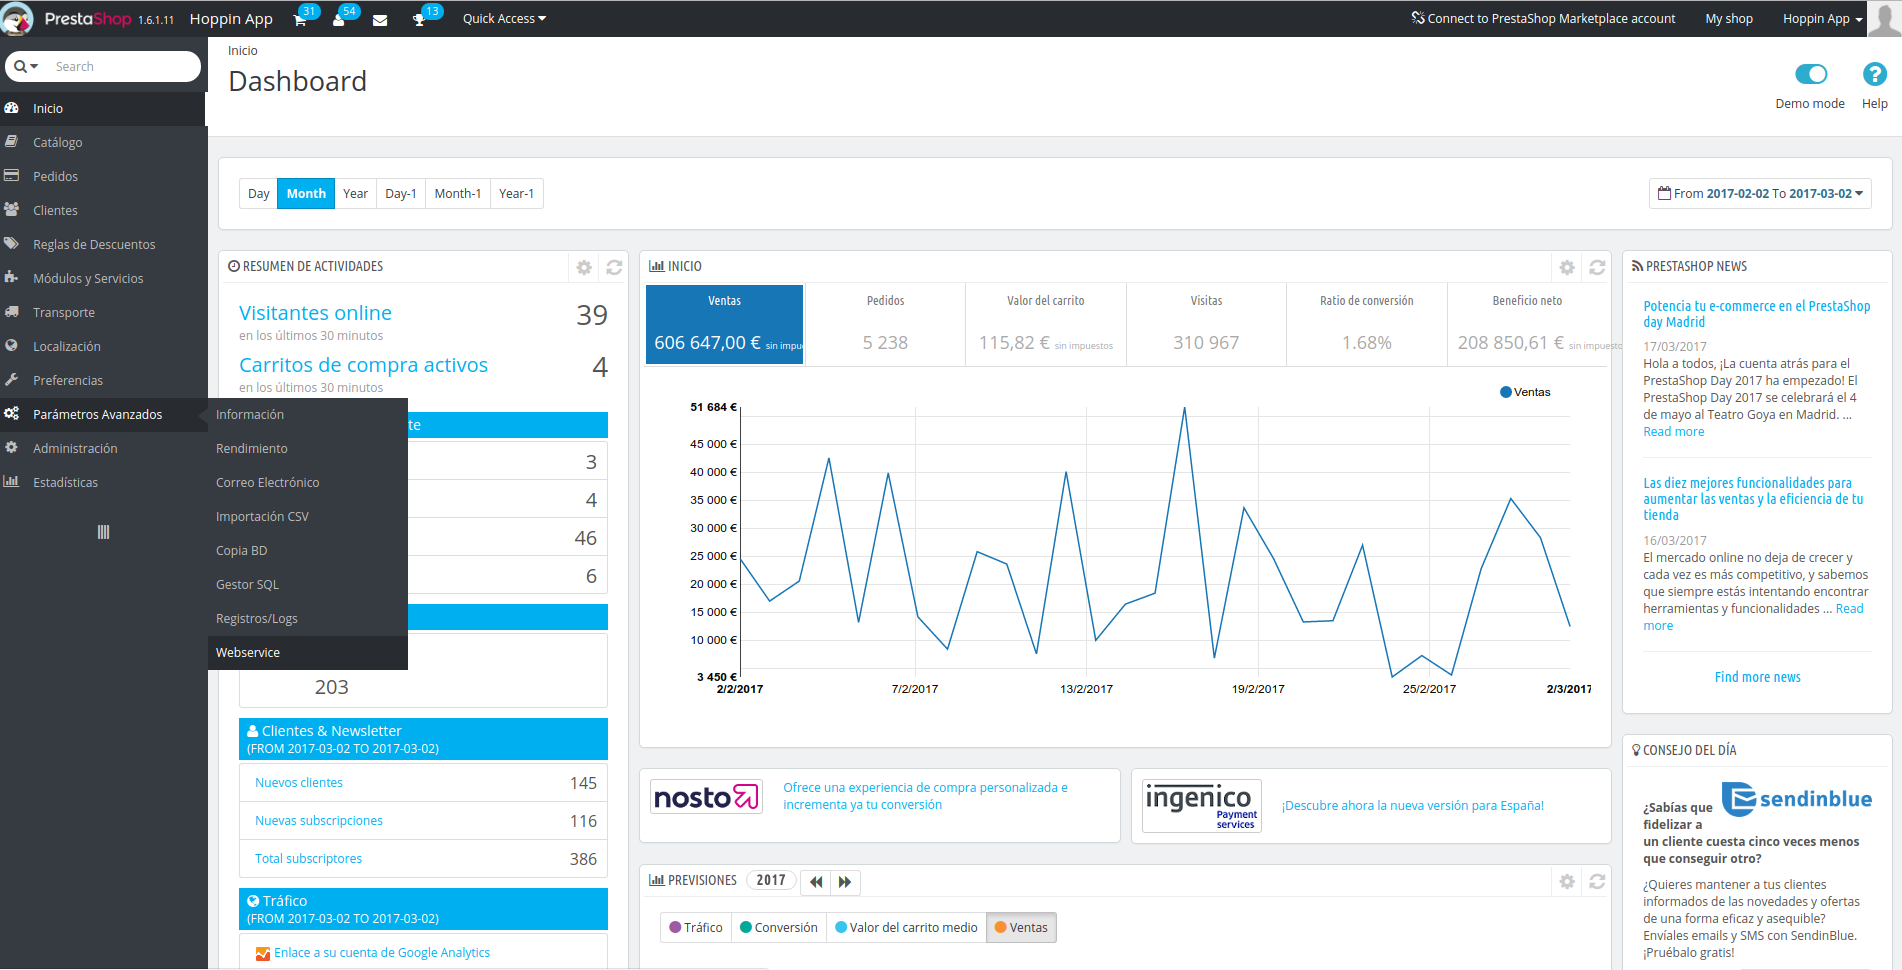 PrestaShop 1.6.1.11 Hoppin App 31 54 13 Quick Access
Connect to PrestaShop Marketplace account My shop Hoppin App
Search
Inicio
Catálogo
Pedidos
Clientes
Reglas de Descuentos
Módulos y Servicios
Transporte
Localización
Preferencias
Parámetros Avanzados
Administración
Estadísticas
Información
Rendimiento
Correo Electrónico
Importación CSV
Copia BD
Gestor SQL
Registros/Logs
Webservice
Inicio
Dashboard
Demo mode
Help
Day Month Year Day-1 Month-1 Year-1
From 2017-02-02 To 2017-03-02
RESUMEN DE ACTIVIDADES
Visitantes online 39
en los últimos 30 minutos
Carritos de compra activos 4
en los últimos 30 minutos
te
3
4
46
6
203
Clientes & Newsletter
(FROM 2017-03-02 TO 2017-03-02)
Nuevos clientes 145
Nuevas subscripciones 116
Total subscriptores 386
Tráfico
(FROM 2017-03-02 TO 2017-03-02)
Enlace a su cuenta de Google Analytics
INICIO
Ventas
606 647,00 € sin impu
Pedidos
5 238
Valor del carrito
115,82 € sin impuestos
Visitas
310 967
Ratio de conversión
1.68%
Beneficio neto
208 850,61 € sin impuesto
Ventas
51 684 €
45 000 €
40 000 €
35 000 €
30 000 €
25 000 €
20 000 €
15 000 €
10 000 €
3 450 €
2/2/2017 7/2/2017 13/2/2017 19/2/2017 25/2/2017 2/3/2017
nosto
Ofrece una experiencia de compra personalizada e
incrementa ya tu conversión
ingenico
Payment
services
¡Descubre ahora la nueva versión para España!
PREVISIONES 2017
Tráfico Conversión Valor del carrito medio Ventas
PRESTASHOP NEWS
Potencia tu e-commerce en el PrestaShop
day Madrid
17/03/2017
Hola a todos, ¡La cuenta atrás para el
PrestaShop Day 2017 ha empezado! El
PrestaShop Day 2017 se celebrará el 4
de mayo al Teatro Goya en Madrid. ...
Read more
Las diez mejores funcionalidades para
aumentar las ventas y la eficiencia de tu
tienda
16/03/2017
El mercado online no deja de crecer y
cada vez es más competitivo, y sabemos
que siempre estás intentando encontrar
herramientas y funcionalidades ... Read
more
Find more news
CONSEJO DEL DÍA
sendinblue
¿Sabías que
fidelizar a
un cliente cuesta cinco veces menos
que conseguir otro?
¿Quieres mantener a tus clientes
informados de las novedades y ofertas
de una forma eficaz y asequible?
Envíales emails y SMS con SendinBlue.
¡Pruébalo gratis!